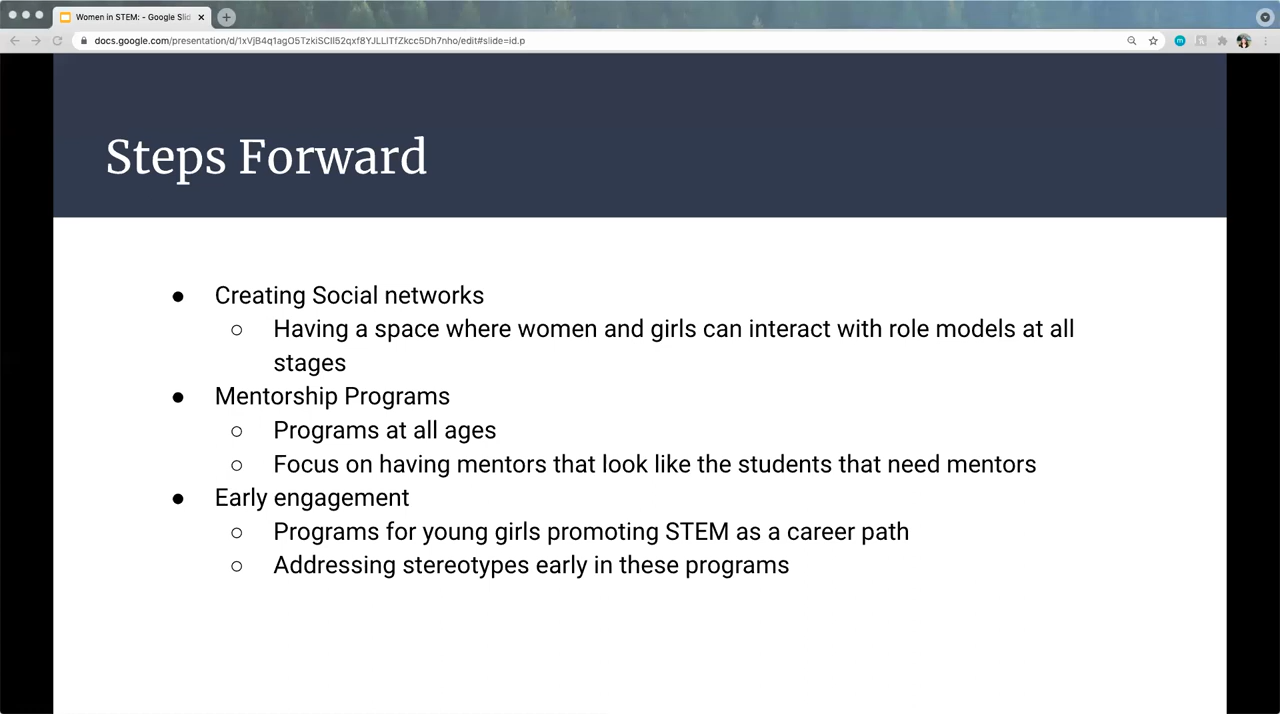 Women in STEM: - Google Slid
docs.google.com/presentation/d/1xVjB4q1agO5TzkiSCIl52qxf8YJLLlTfZkcc5Dh7nho/edit#slide=id.p
Steps Forward
● Creating Social networks
○ Having a space where women and girls can interact with role models at all
stages
● Mentorship Programs
○ Programs at all ages
○ Focus on having mentors that look like the students that need mentors
● Early engagement
○ Programs for young girls promoting STEM as a career path
○ Addressing stereotypes early in these programs